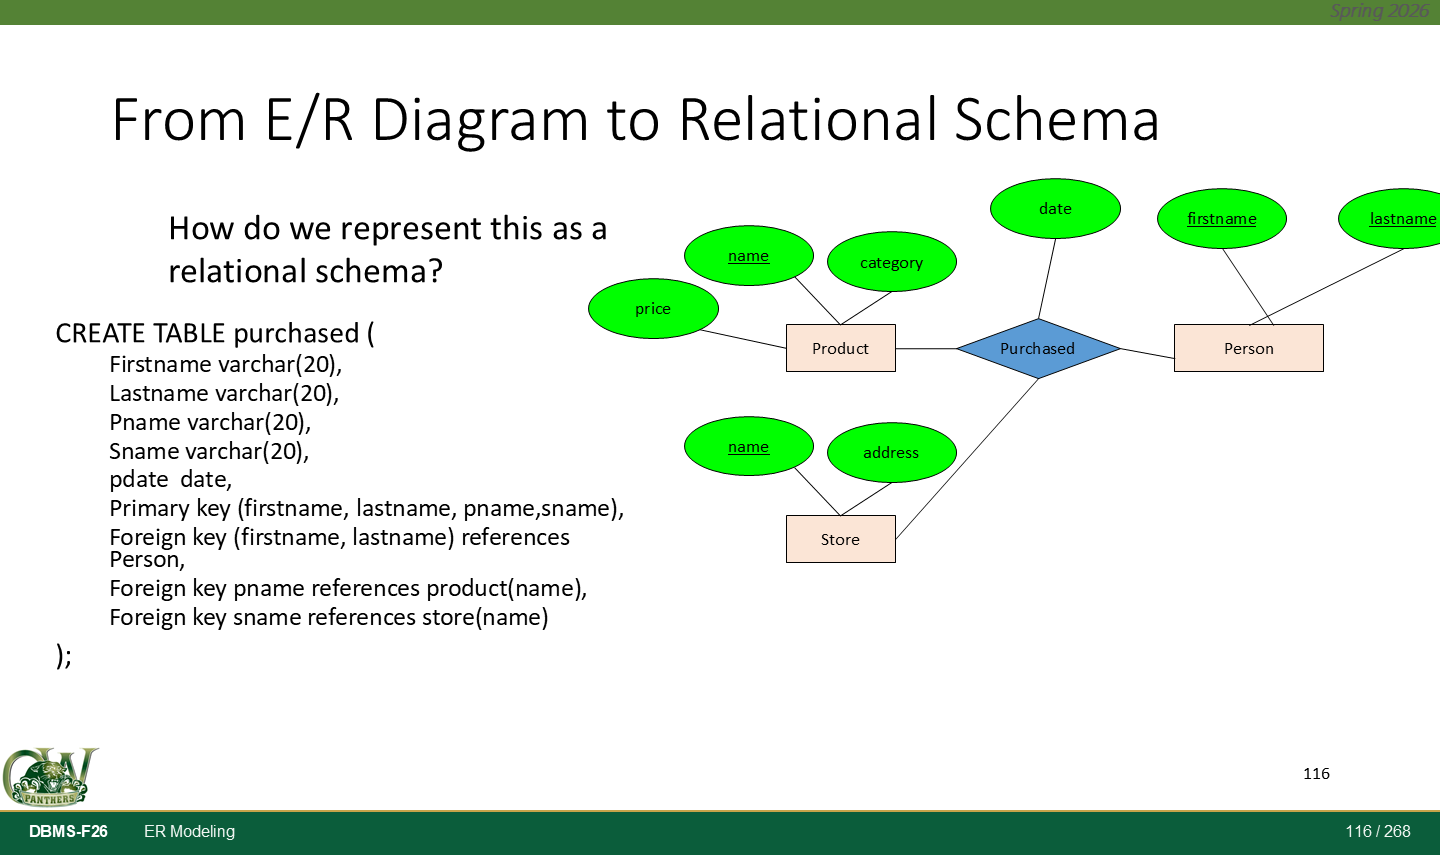 Spring 2026
From E/R Diagram to Relational Schema
How do we represent this as a
relational schema?
CREATE TABLE purchased (
Firstname varchar(20),
Lastname varchar(20),
Pname varchar(20),
Sname varchar(20),
pdate  date,
Primary key (firstname, lastname, pname,sname),
Foreign key (firstname, lastname) references
Person,
Foreign key pname references product(name),
Foreign key sname references store(name)
);
date
firstname
lastname
name
category
price
Product
Purchased
Person
name
address
Store
116
OW
PANTHERS
DBMS-F26
ER Modeling
116 / 268